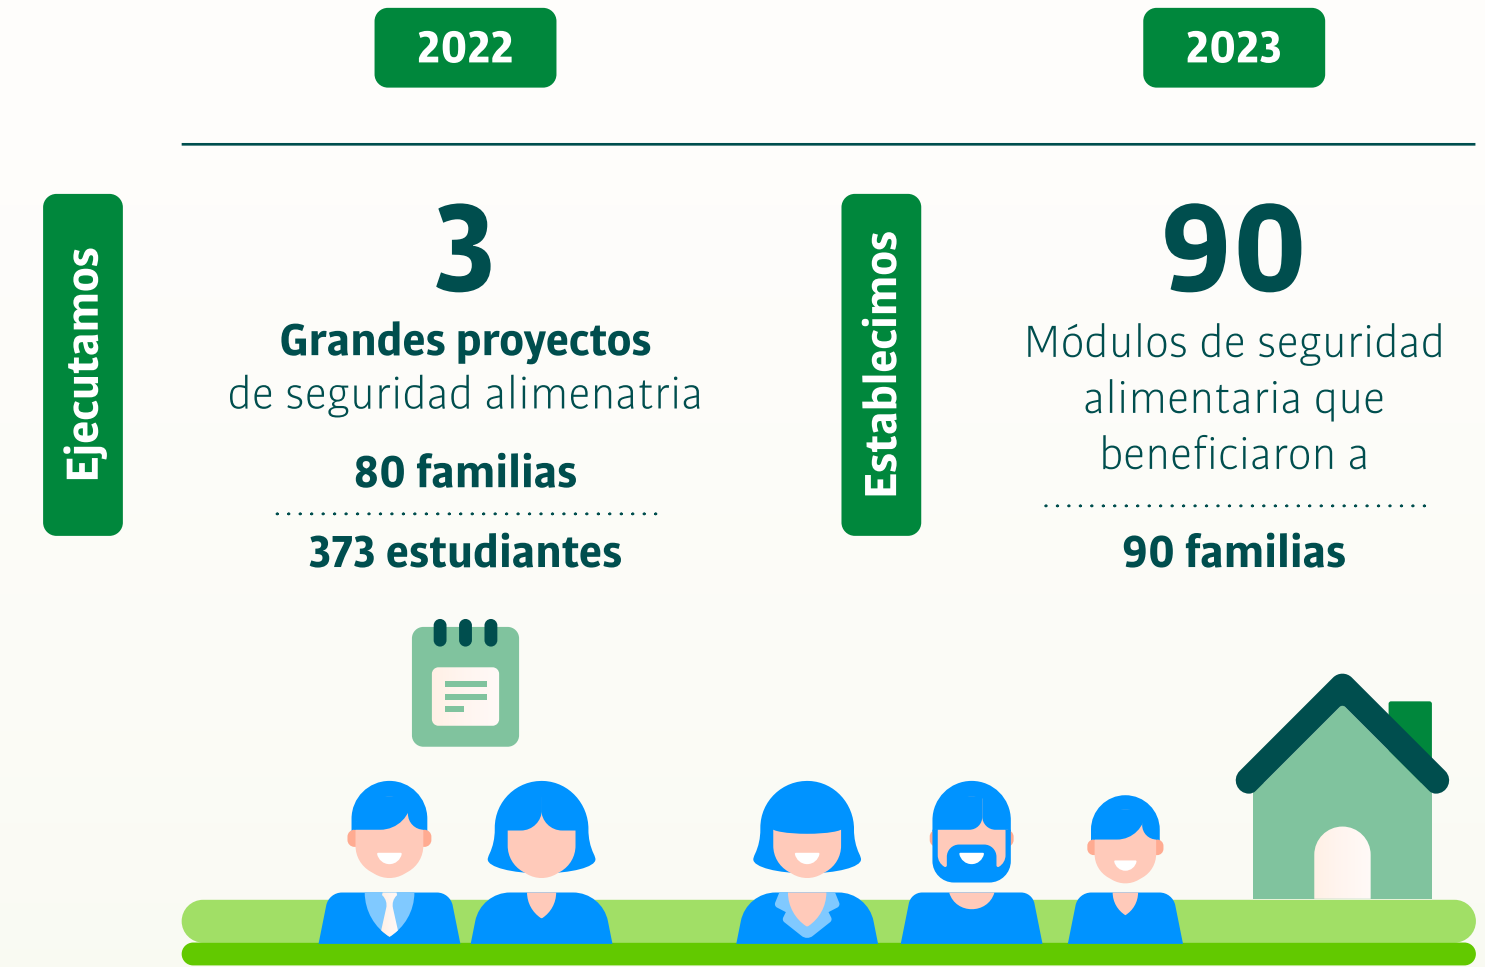 2022
2023
Ejecutamos
3
Grandes proyectos
de seguridad alimenatria
80 familias
373 estudiantes
Establecimos
90
Módulos de seguridad
alimentaria que
beneficiaron a
90 familias